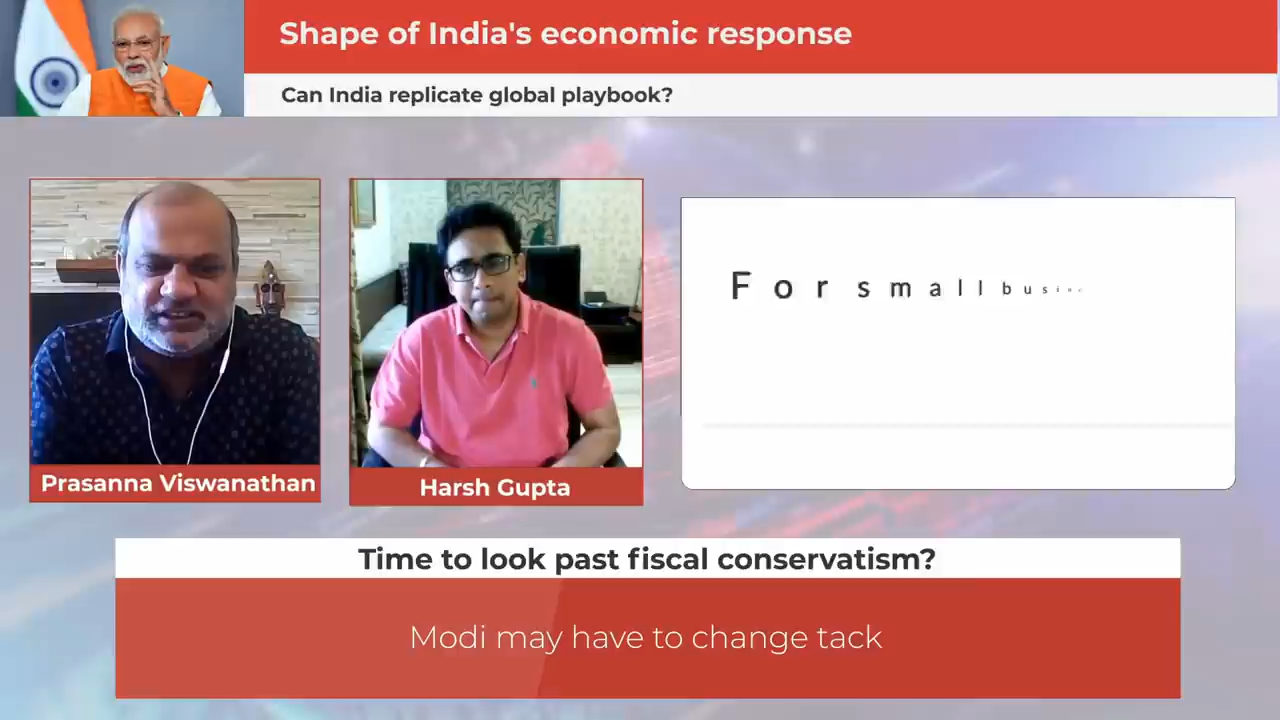 Shape of India's economic response
Can India replicate global playbook?
For small
Prasanna Viswanathan
Harsh Gupta
Time to look past fiscal conservatism?
Modi may have to change tack